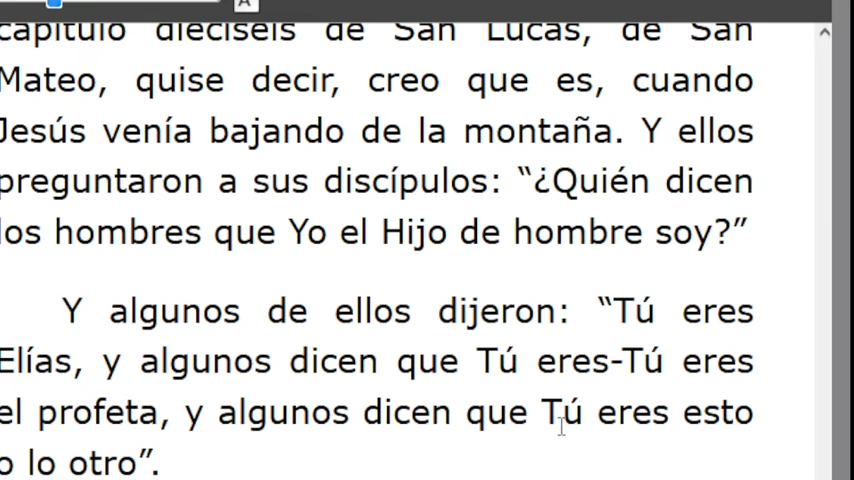 A
capítulo dieciséis de San Lucas, de San
Mateo, quise decir, creo que es, cuando
Jesús venía bajando de la montaña. Y ellos
preguntaron a sus discípulos: “¿Quién dicen
los hombres que Yo el Hijo de hombre soy?”
Y algunos de ellos dijeron: “Tú eres
Elías, y algunos dicen que Tú eres-Tú eres
el profeta, y algunos dicen que Tú eres esto
o lo otro”.